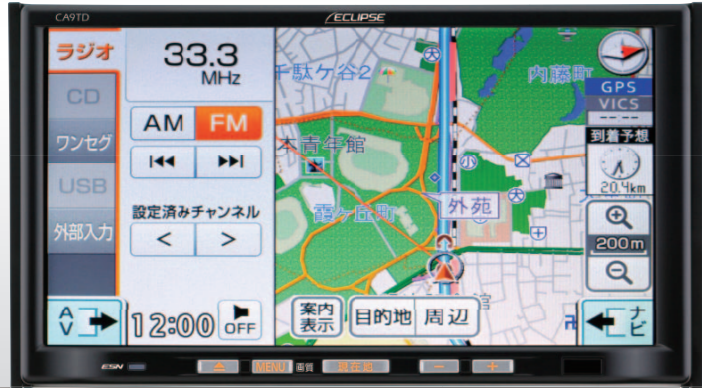 CA9TD
ECLIPSE
ラジオ
CD
ワンセグ
USB
外部入力
33.3
MHz
AM
FM
設定済みチャンネル
<
>
AV
12:00
OFF
千駄ケ谷2
内藤町
本青年館
霞ケ丘町
外苑
館
GPS
VICS
--:--
到着予想
20.4km
200m
案内
表示
目的地
周辺
ナビ
ESN
MENU
画質
現在地
−
+